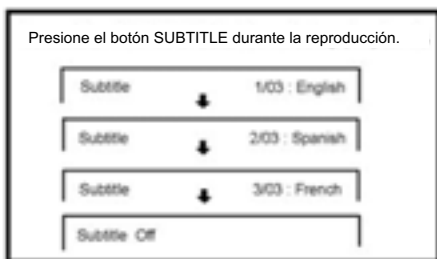 Presione el botón SUBTITLE durante la reproducción.
Subtitle 1/03 : English
Subtitle 2/03 : Spanish
Subtitle 3/03 : French
Subtitle Off